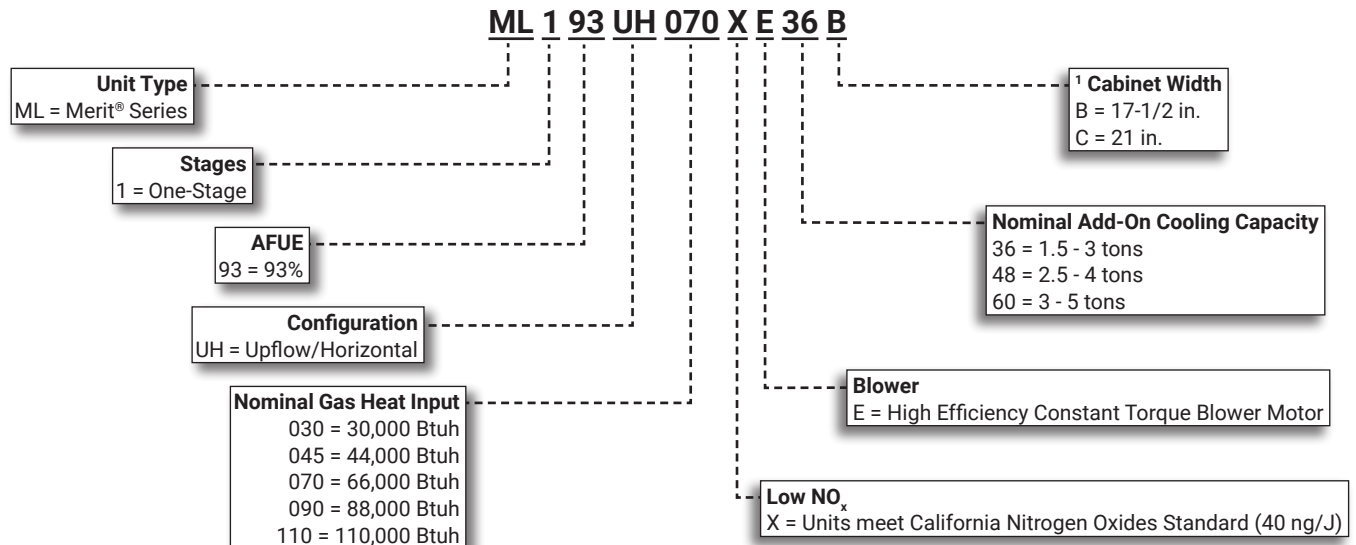 ML 1 93 UH 070 X E 36 B
Unit Type
ML = Merit® Series
Stages
1 = One-Stage
AFUE
93 = 93%
Configuration
UH = Upflow/Horizontal
Nominal Gas Heat Input
030 = 30,000 Btuh
045 = 44,000 Btuh
070 = 66,000 Btuh
090 = 88,000 Btuh
110 = 110,000 Btuh
¹ Cabinet Width
B = 17-1/2 in.
C = 21 in.
Nominal Add-On Cooling Capacity
36 = 1.5 - 3 tons
48 = 2.5 - 4 tons
60 = 3 - 5 tons
Blower
E = High Efficiency Constant Torque Blower Motor
Low NOₓ
X = Units meet California Nitrogen Oxides Standard (40 ng/J)